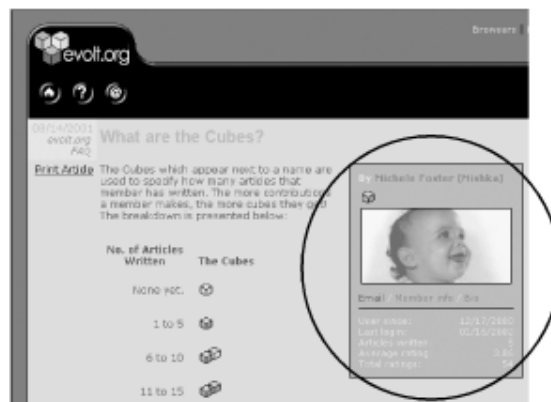 evolt.org
Browsers
08/14/2001
evolt.org
FAQ
Print Article
What are the Cubes?
The Cubes which appear next to a name are
used to specify how many articles that
member has written. The more contributions
a member makes, the more cubes they get!
The breakdown is presented below:
No. of Articles
Written
The Cubes
None yet.
1 to 5
6 to 10
11 to 15
By Michele Foster (Mishka)
Email / Member info / Bio
User since: 12/17/2000
Last login:
Articles written:
Average rating:
Total ratings: